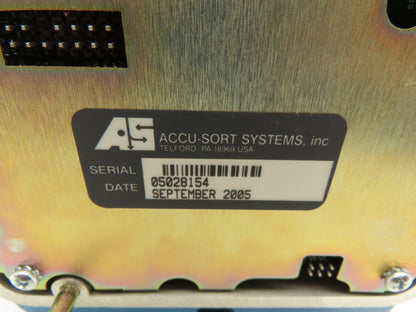 AS ACCU-SORT SYSTEMS, inc
TELFORD PA 18969 USA
SERIAL 05028154
DATE SEPTEMBER 2005